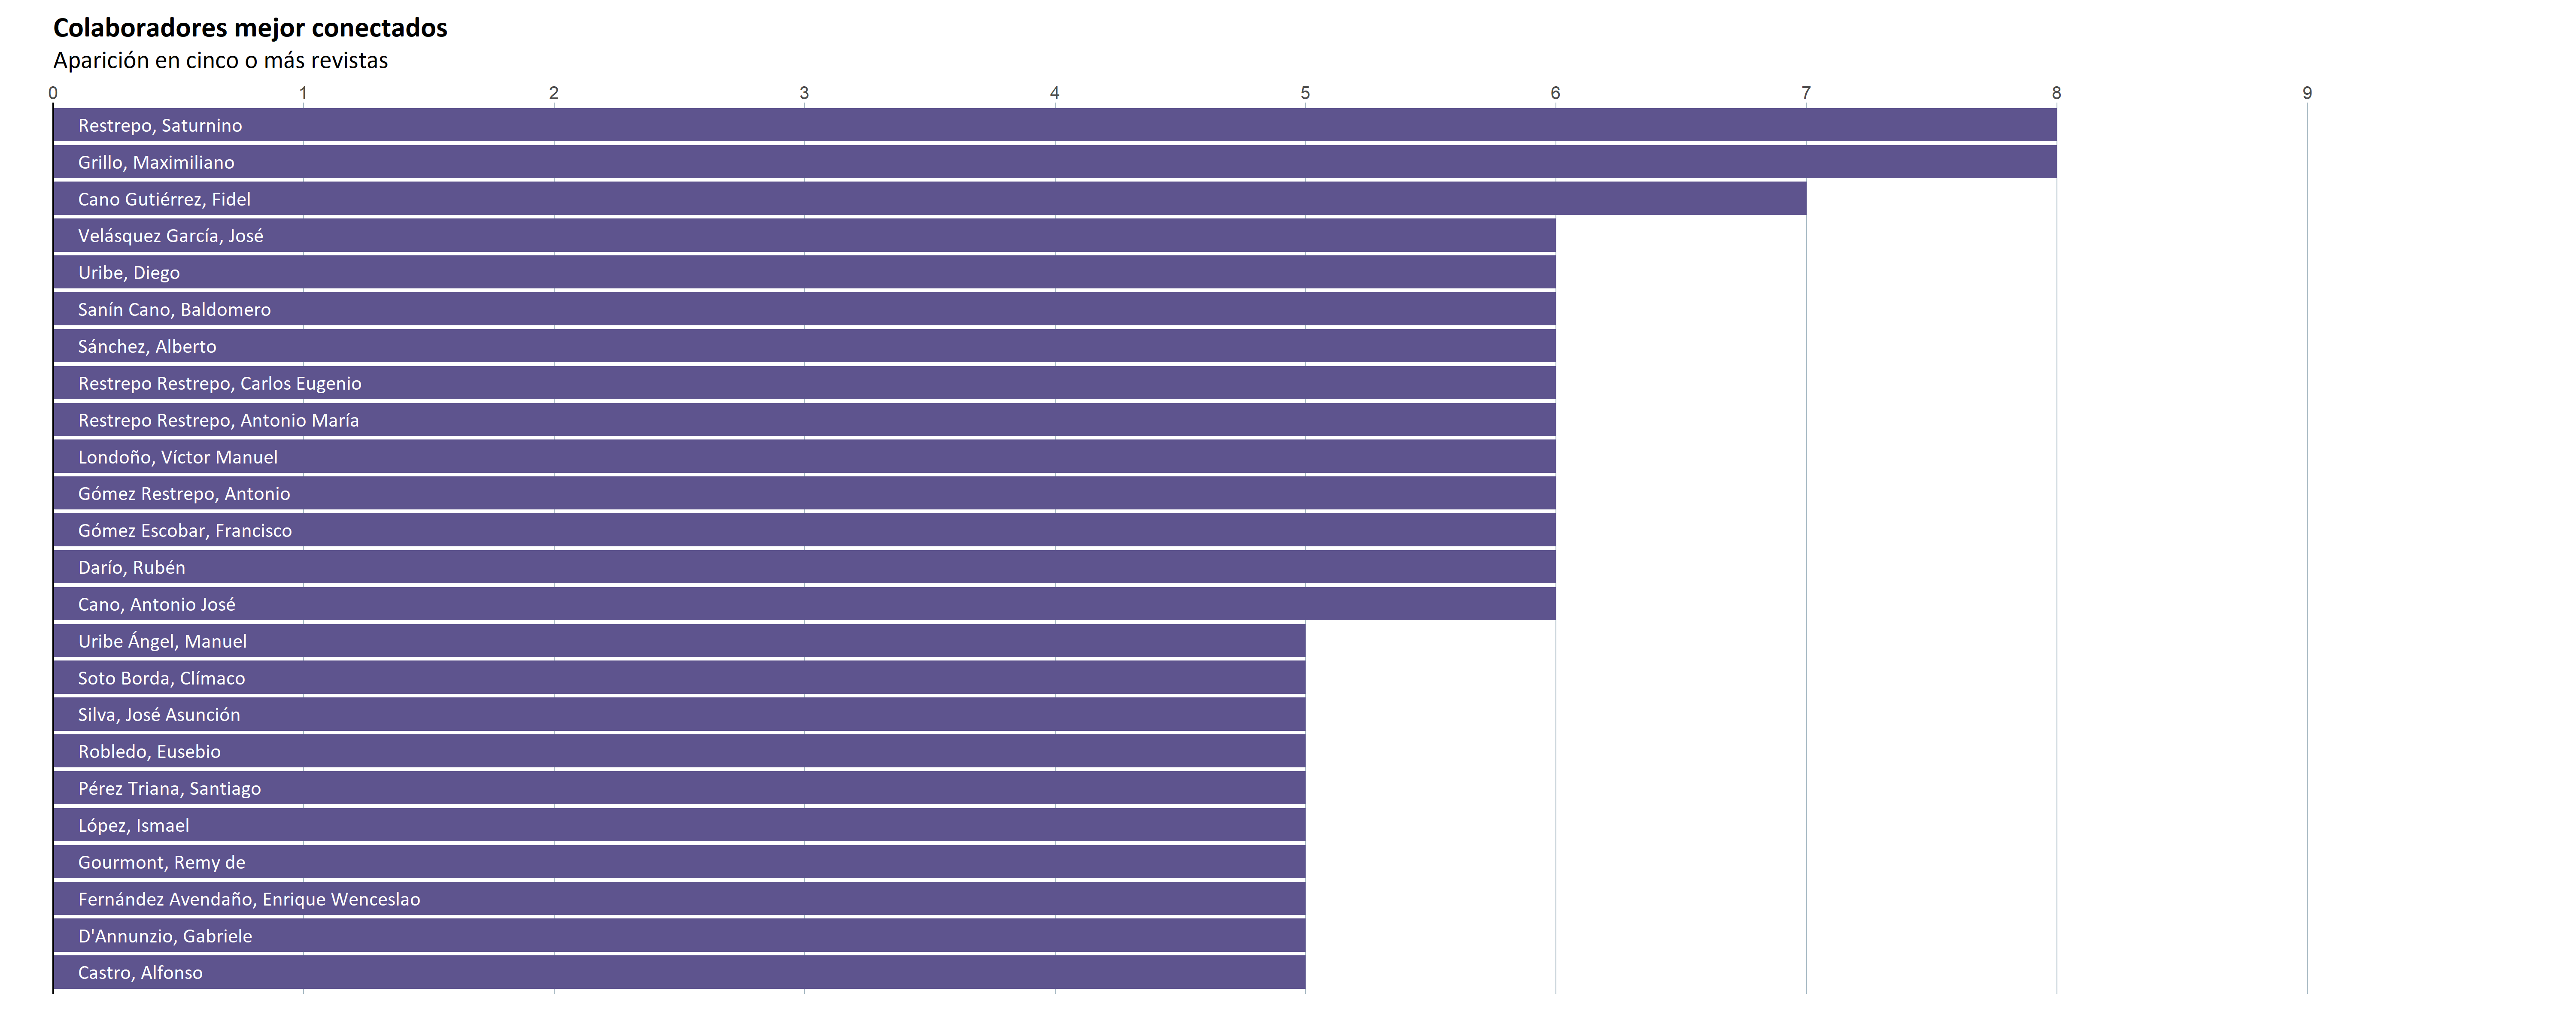 Colaboradores mejor conectados
Aparición en cinco o más revistas
0 1 2 3 4 5 6 7 8 9
Restrepo, Saturnino
Grillo, Maximiliano
Cano Gutiérrez, Fidel
Velásquez García, José
Uribe, Diego
Sanín Cano, Baldomero
Sánchez, Alberto
Restrepo Restrepo, Carlos Eugenio
Restrepo Restrepo, Antonio María
Londoño, Víctor Manuel
Gómez Restrepo, Antonio
Gómez Escobar, Francisco
Darío, Rubén
Cano, Antonio José
Uribe Ángel, Manuel
Soto Borda, Clímaco
Silva, José Asunción
Robledo, Eusebio
Pérez Triana, Santiago
López, Ismael
Gourmont, Remy de
Fernández Avendaño, Enrique Wenceslao
D'Annunzio, Gabriele
Castro, Alfonso